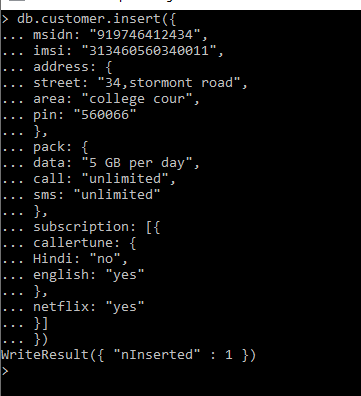 > db.customer.insert({
... msidn: "919746412434",
... imsi: "313460560340011",
... address: {
... street: "34,stormont road",
... area: "college cour",
... pin: "560066"
... },
... pack: {
... data: "5 GB per day",
... call: "unlimited",
... sms: "unlimited"
... },
... subscription: [{
... callertune: {
... Hindi: "no",
... english: "yes"
... },
... netflix: "yes"
... }]
... })
WriteResult({ "nInserted" : 1 })
>